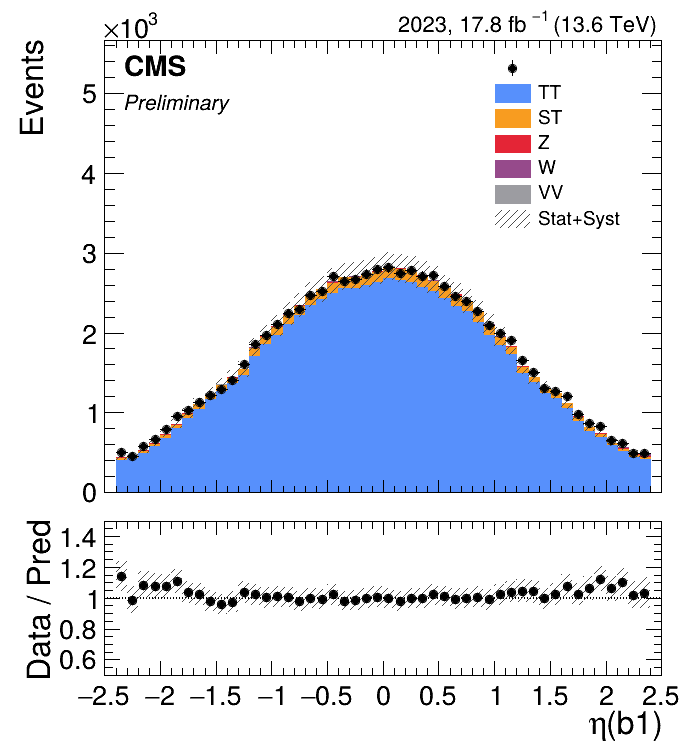 ×10³
2023, 17.8 fb⁻¹ (13.6 TeV)
Events
CMS
Preliminary
TT
ST
Z
W
VV
Stat+Syst
5
4
3
2
1
0
Data / Pred
1.4
1.2
1
0.8
0.6
−2.5 −2 −1.5 −1 −0.5 0 0.5 1 1.5 2 2.5
η(b1)